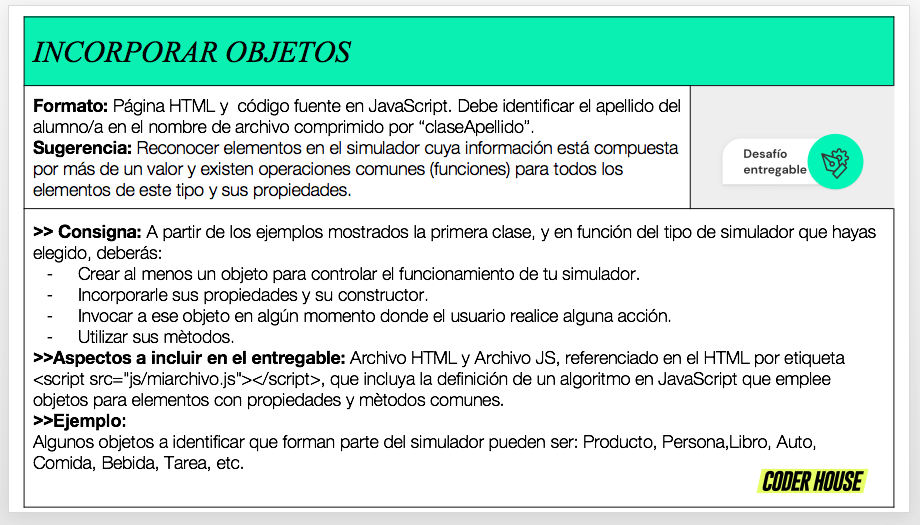 INCORPORAR OBJETOS
Formato: Página HTML y código fuente en JavaScript. Debe identificar el apellido del
alumno/a en el nombre de archivo comprimido por “claseApellido”.
Sugerencia: Reconocer elementos en el simulador cuya información está compuesta
por más de un valor y existen operaciones comunes (funciones) para todos los
elementos de este tipo y sus propiedades.
Desafío
entregable
>> Consigna: A partir de los ejemplos mostrados la primera clase, y en función del tipo de simulador que hayas
elegido, deberás:
- Crear al menos un objeto para controlar el funcionamiento de tu simulador.
- Incorporarle sus propiedades y su constructor.
- Invocar a ese objeto en algún momento donde el usuario realice alguna acción.
- Utilizar sus mètodos.
>>Aspectos a incluir en el entregable: Archivo HTML y Archivo JS, referenciado en el HTML por etiqueta
<script src="js/miarchivo.js"></script>, que incluya la definición de un algoritmo en JavaScript que emplee
objetos para elementos con propiedades y mètodos comunes.
>>Ejemplo:
Algunos objetos a identificar que forman parte del simulador pueden ser: Producto, Persona,Libro, Auto,
Comida, Bebida, Tarea, etc.
CODER HOUSE